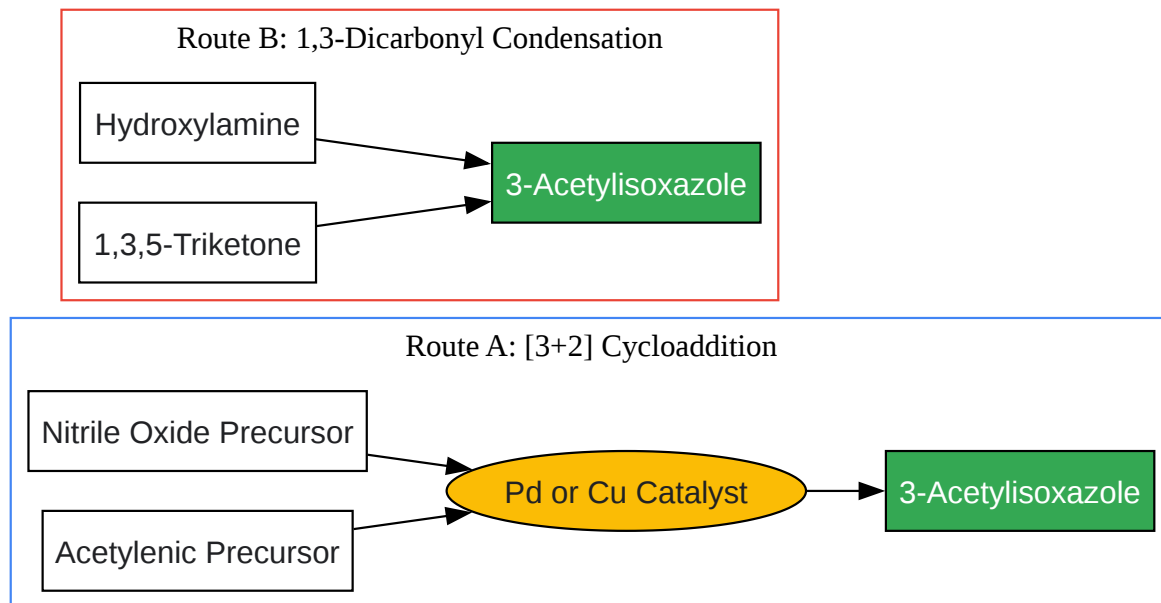 Route B: 1,3-Dicarbonyl Condensation
Hydroxylamine
3-Acetylisoxazole
1,3,5-Triketone
Route A: [3+2] Cycloaddition
Nitrile Oxide Precursor
Pd or Cu Catalyst
3-Acetylisoxazole
Acetylenic Precursor